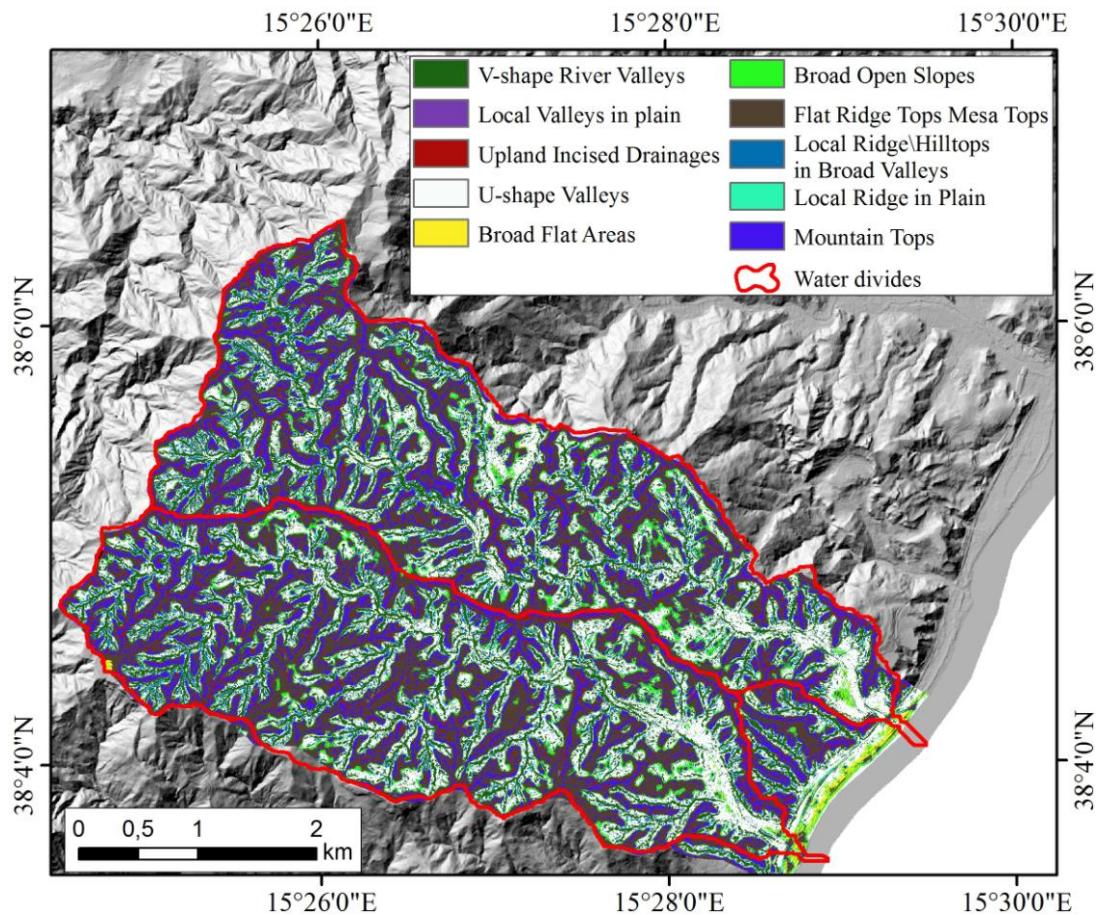 15°26'0"E 15°28'0"E 15°30'0"E
V-shape River Valleys
Local Valleys in plain
Upland Incised Drainages
U-shape Valleys
Broad Flat Areas
Broad Open Slopes
Flat Ridge Tops Mesa Tops
Local Ridge\Hilltops
in Broad Valleys
Local Ridge in Plain
Mountain Tops
Water divides
38°6'0"N 38°6'0"N
38°4'0"N 38°4'0"N
0 0,5 1 2
km
15°26'0"E 15°28'0"E 15°30'0"E